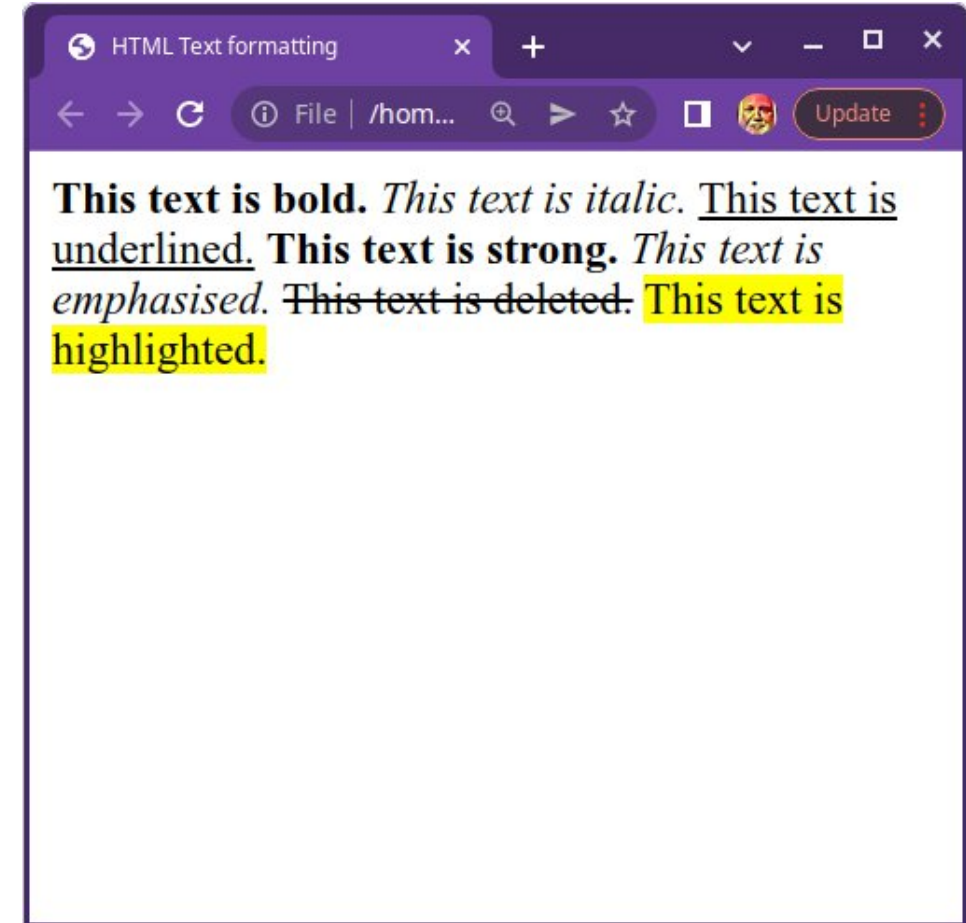 HTML Text formatting
File /hom... Update
This text is bold. This text is italic. This text is
underlined. This text is strong. This text is
emphasised. This text is deleted. This text is
highlighted.